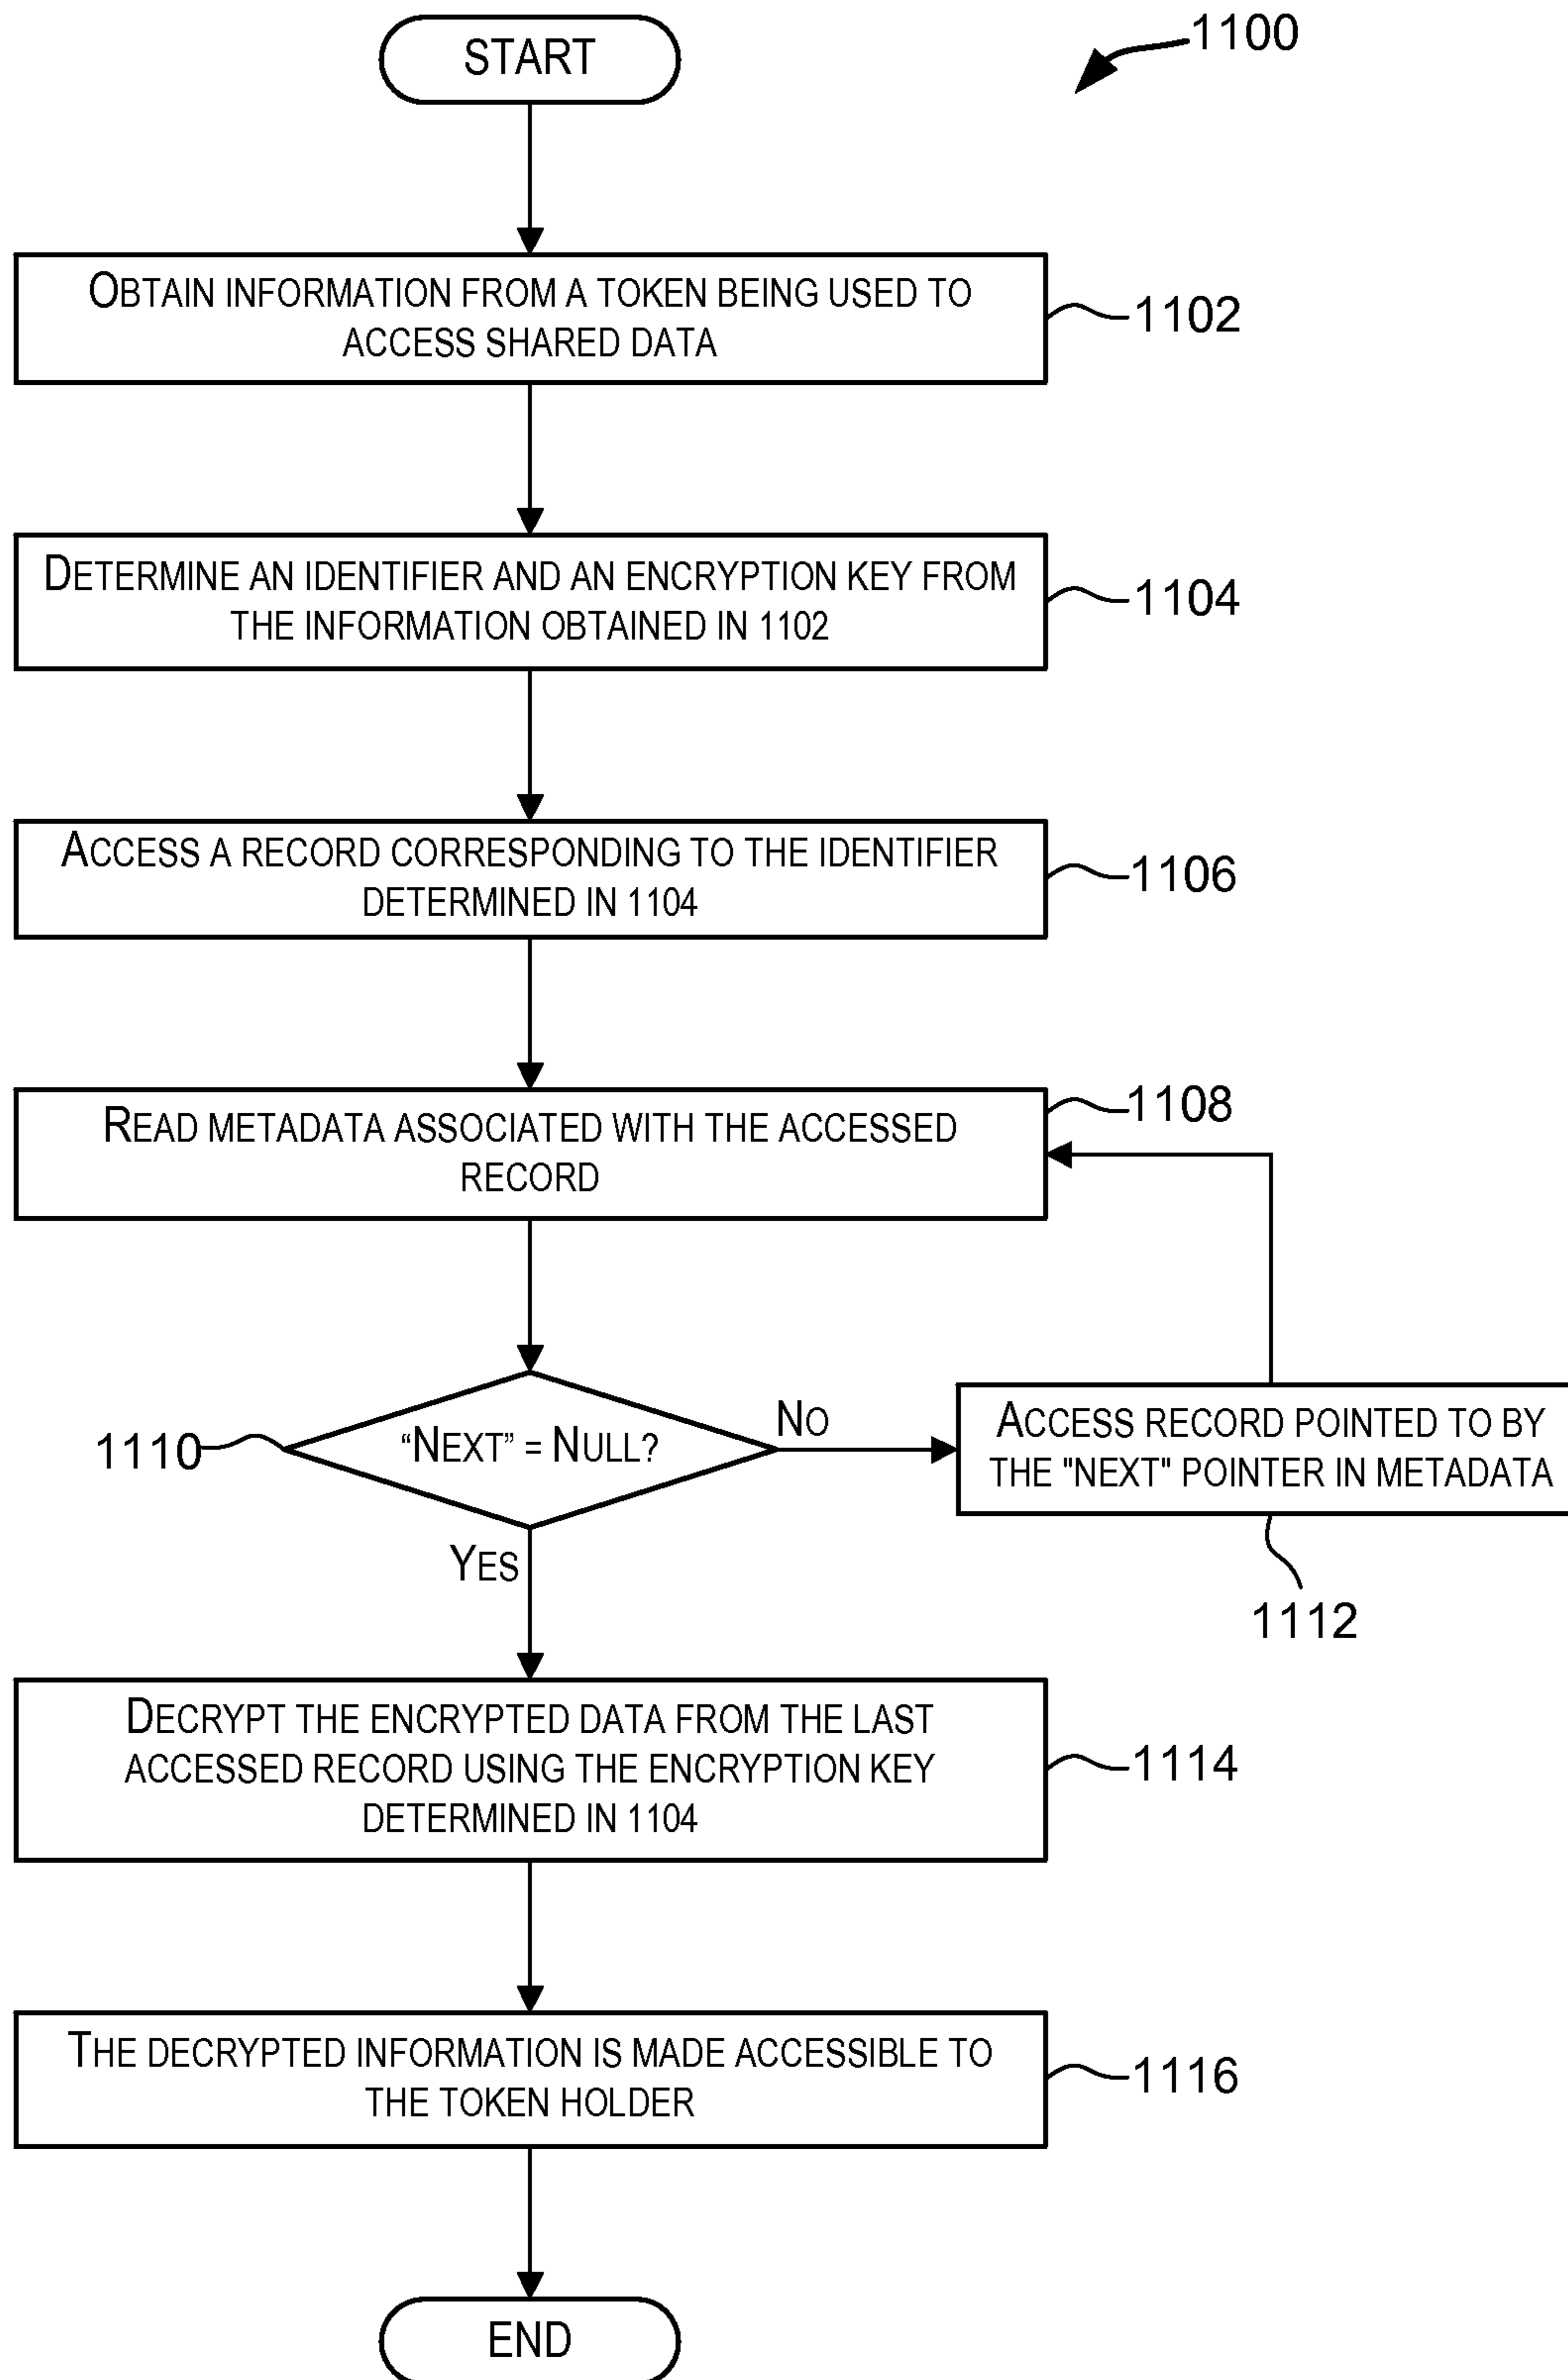 START
1100
OBTAIN INFORMATION FROM A TOKEN BEING USED TO
ACCESS SHARED DATA
1102
DETERMINE AN IDENTIFIER AND AN ENCRYPTION KEY FROM
THE INFORMATION OBTAINED IN 1102
1104
ACCESS A RECORD CORRESPONDING TO THE IDENTIFIER
DETERMINED IN 1104
1106
READ METADATA ASSOCIATED WITH THE ACCESSED
RECORD
1108
1110
“NEXT” = NULL?
NO
ACCESS RECORD POINTED TO BY
THE "NEXT" POINTER IN METADATA
1112
YES
DECRYPT THE ENCRYPTED DATA FROM THE LAST
ACCESSED RECORD USING THE ENCRYPTION KEY
DETERMINED IN 1104
1114
THE DECRYPTED INFORMATION IS MADE ACCESSIBLE TO
THE TOKEN HOLDER
1116
END